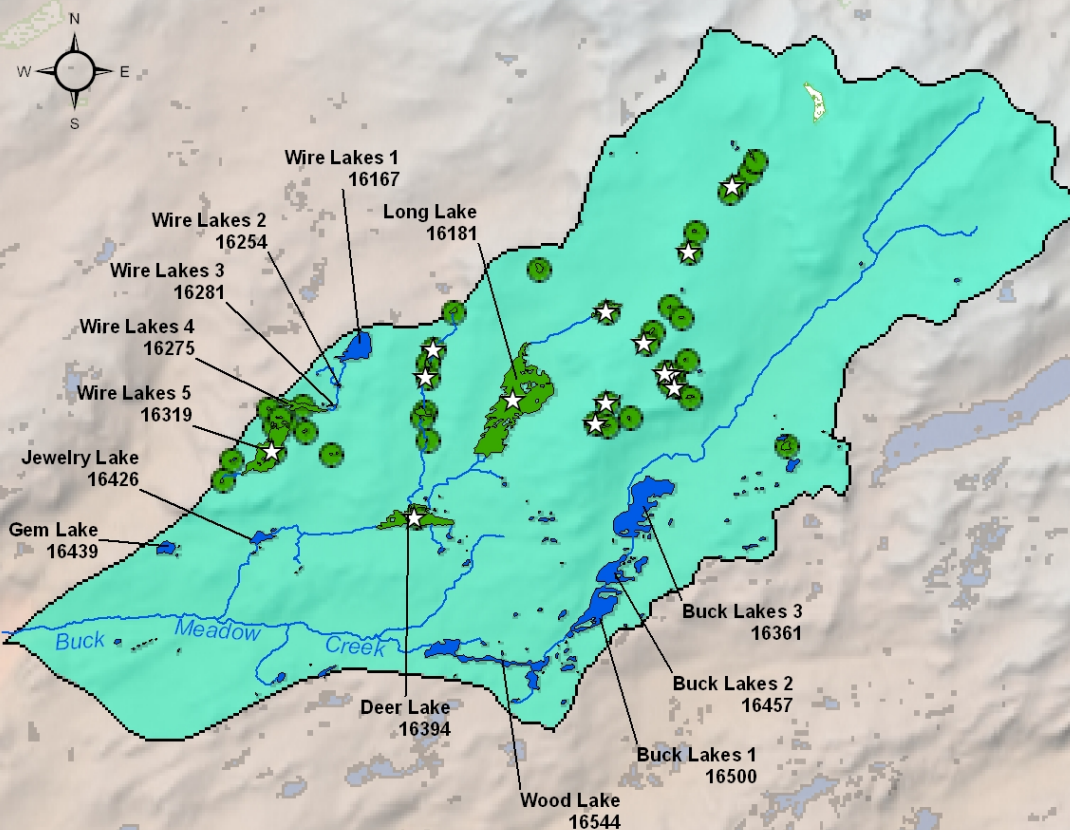 N
W
E
S
Wire Lakes 1
16167
Long Lake
16181
Wire Lakes 2
16254
Wire Lakes 3
16281
Wire Lakes 4
16275
Wire Lakes 5
16319
Jewelry Lake
16426
Gem Lake
16439
Buck Meadow Creek
Buck Lakes 3
16361
Buck Lakes 2
16457
Deer Lake
16394
Buck Lakes 1
16500
Wood Lake
16544